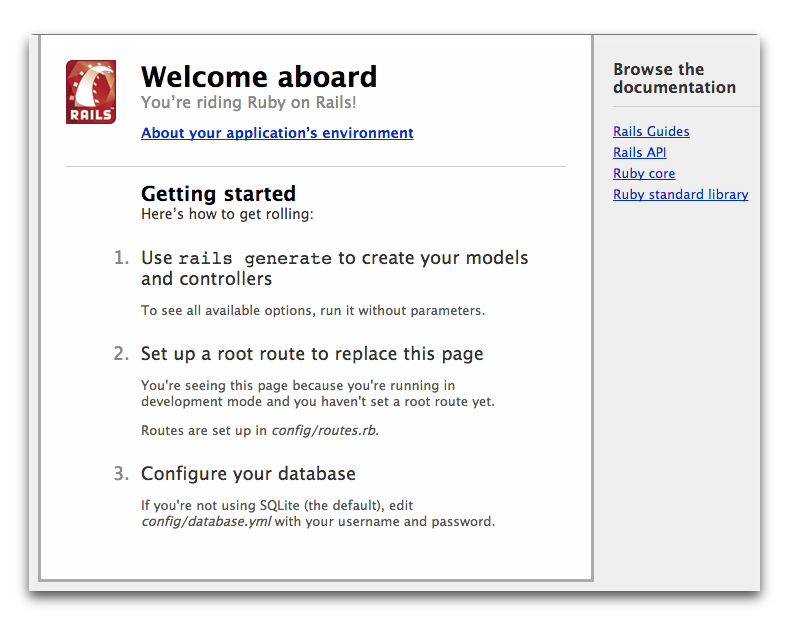 RAILS
Welcome aboard
You're riding Ruby on Rails!
About your application's environment
Getting started
Here's how to get rolling:
1. Use rails generate to create your models
and controllers
To see all available options, run it without parameters.
2. Set up a root route to replace this page
You're seeing this page because you're running in
development mode and you haven't set a root route yet.
Routes are set up in config/routes.rb.
3. Configure your database
If you're not using SQLite (the default), edit
config/database.yml with your username and password.
Browse the
documentation
Rails Guides
Rails API
Ruby core
Ruby standard library